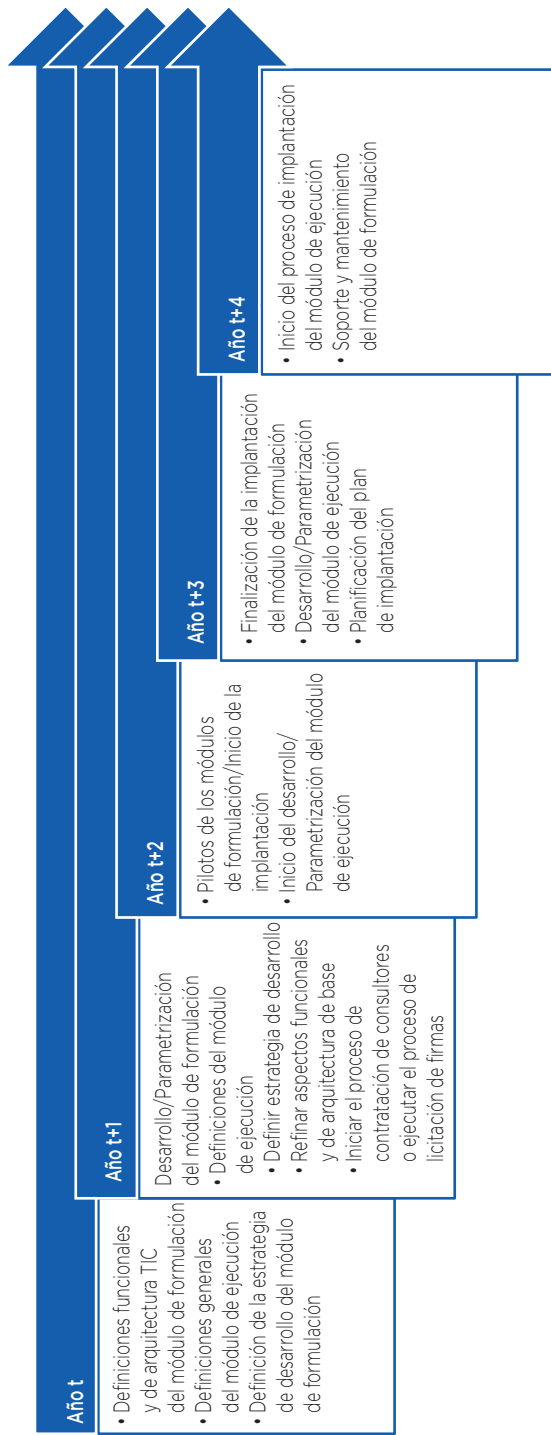 Año t
• Definiciones funcionales
y de arquitectura TIC
del módulo de formulación
• Definiciones generales
del módulo de ejecución
• Definición de la estrategia
de desarrollo del módulo
de formulación
Año t+1
Desarrollo/Parametrización
del módulo de formulación
• Definiciones del módulo
de ejecución
• Definir estrategia de desarrollo
• Refinar aspectos funcionales
y de arquitectura de base
• Iniciar el proceso de
contratación de consultores
o ejecutar el proceso de
licitación de firmas
Año t+2
• Pilotos de los módulos
de formulación/Inicio de la
implantación
• Inicio del desarrollo/
Parametrización del módulo
de ejecución
Año t+3
• Finalización de la implantación
del módulo de formulación
• Desarrollo/Parametrización
del módulo de ejecución
• Planificación del plan
de implantación
Año t+4
• Inicio del proceso de implantación
del módulo de ejecución
• Soporte y mantenimiento
del módulo de formulación